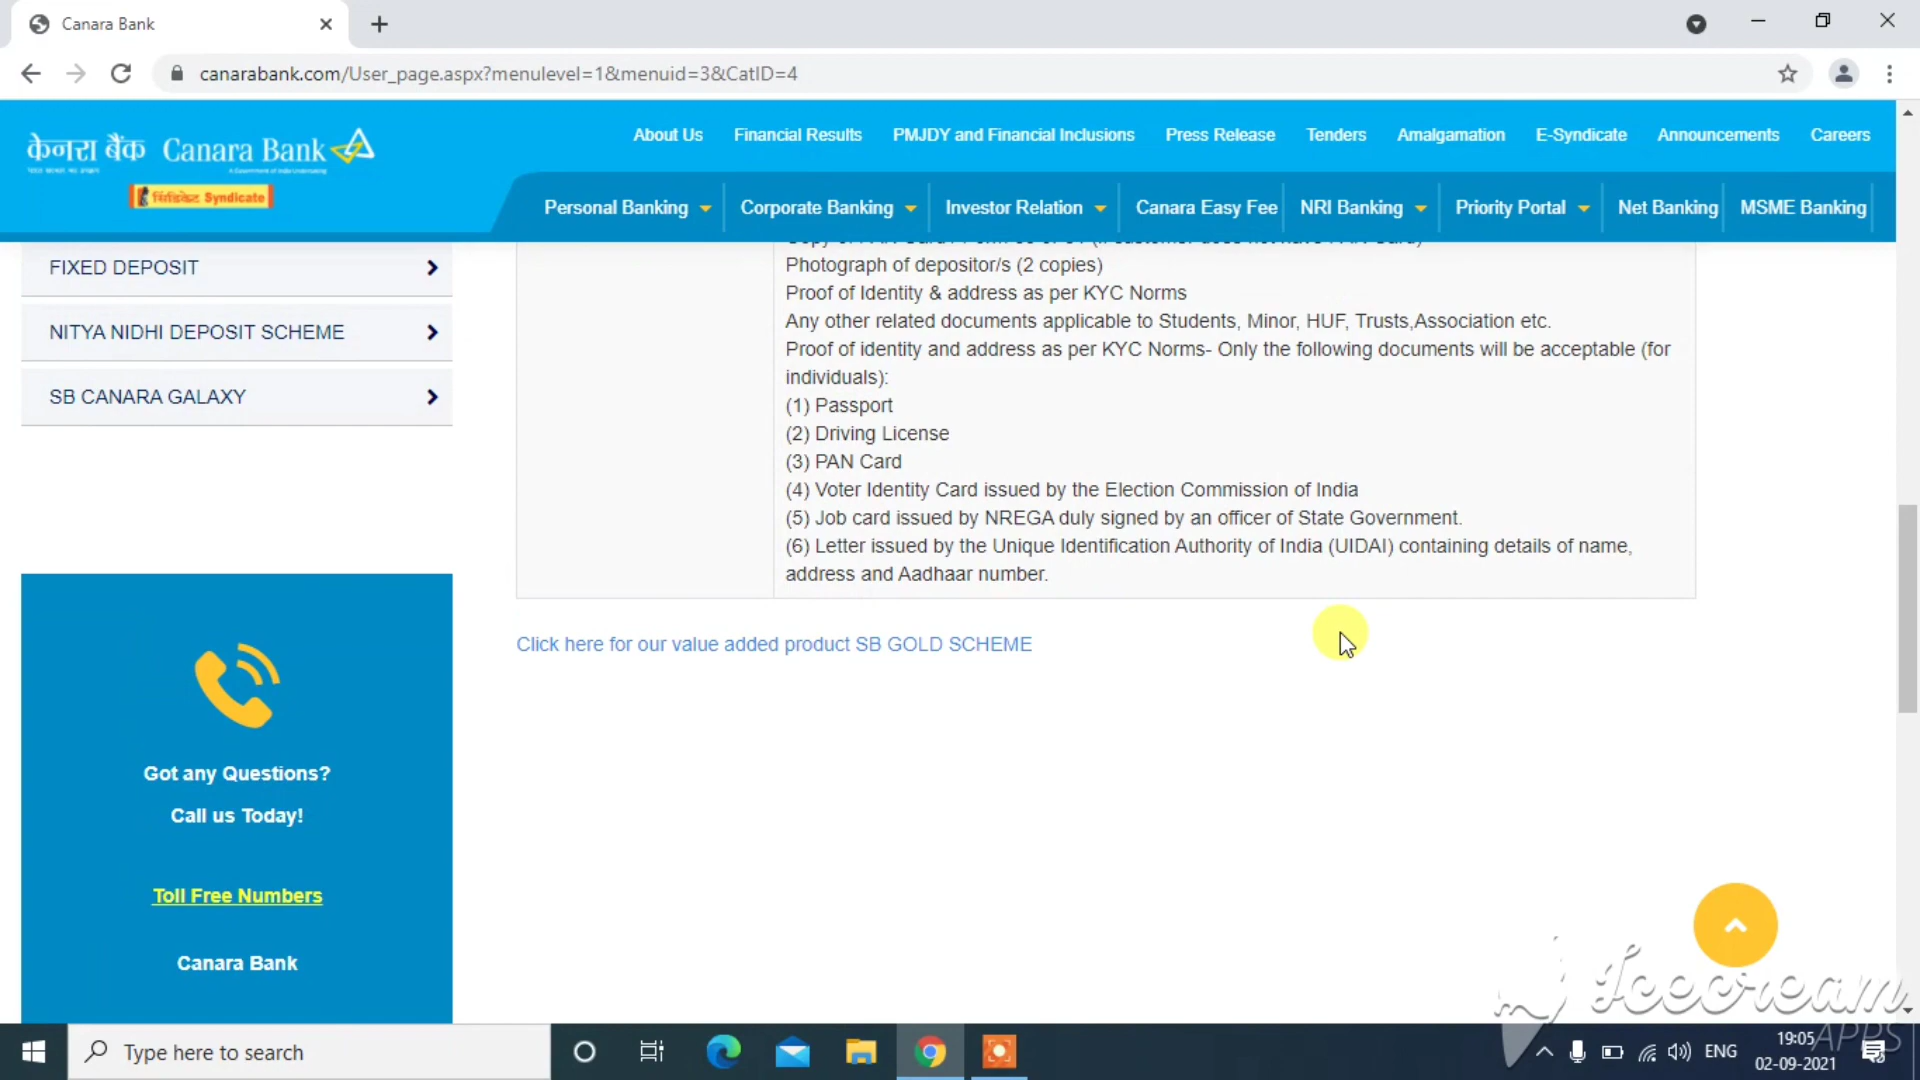 Canara Bank
canarabank.com/User_page.aspx?menulevel=1&menuid=3&CatID=4
केनरा बैंक Canara Bank
सिंडिकेट Syndicate
About Us Financial Results PMJDY and Financial Inclusions Press Release Tenders Amalgamation E-Syndicate Announcements Careers
Personal Banking Corporate Banking Investor Relation Canara Easy Fee NRI Banking Priority Portal Net Banking MSME Banking
FIXED DEPOSIT
NITYA NIDHI DEPOSIT SCHEME
SB CANARA GALAXY
Photograph of depositor/s (2 copies)
Proof of Identity & address as per KYC Norms
Any other related documents applicable to Students, Minor, HUF, Trusts,Association etc.
Proof of identity and address as per KYC Norms- Only the following documents will be acceptable (for
individuals):
(1) Passport
(2) Driving License
(3) PAN Card
(4) Voter Identity Card issued by the Election Commission of India
(5) Job card issued by NREGA duly signed by an officer of State Government.
(6) Letter issued by the Unique Identification Authority of India (UIDAI) containing details of name,
address and Aadhaar number.
Click here for our value added product SB GOLD SCHEME
Got any Questions?
Call us Today!
Toll Free Numbers
Canara Bank
Icecream
APPS
Type here to search
ENG
19:05
02-09-2021